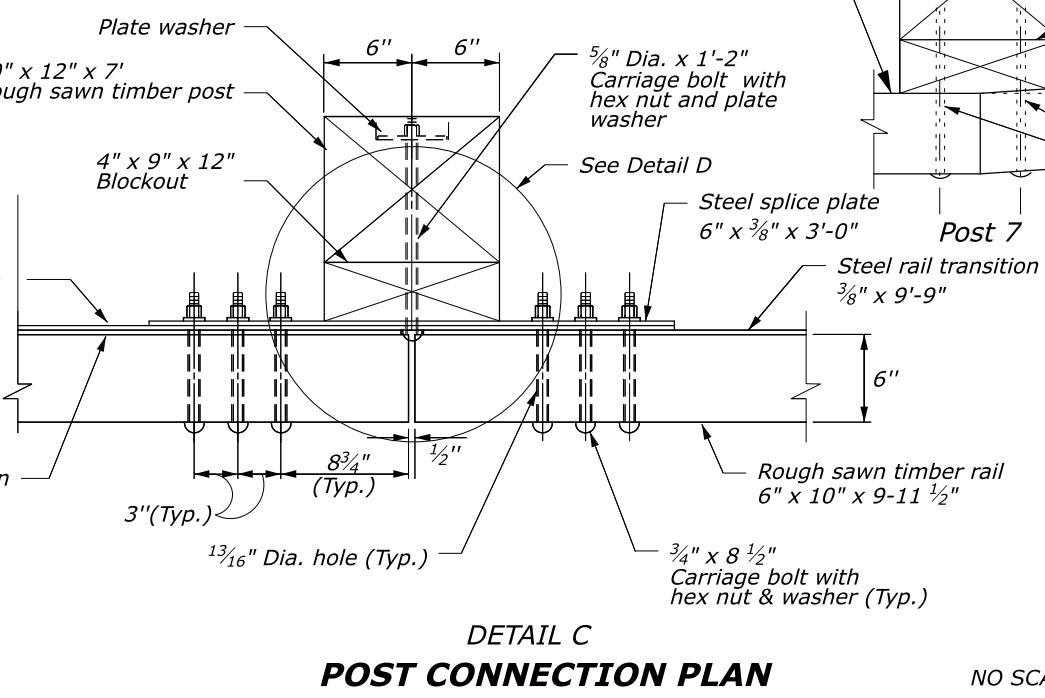 Plate washer
6" 6"
" x 12" x 7'
ough sawn timber post
4" x 9" x 12"
Blockout
⅝" Dia. x 1'-2"
Carriage bolt with
hex nut and plate
washer
See Detail D
Steel splice plate
6" x ⅜" x 3'-0"
Post 7
Steel rail transition
⅜" x 9'-9"
6"
8¾"
(Typ.)
½"
3"(Typ.)
n
Rough sawn timber rail
6" x 10" x 9-11 ½"
13/16" Dia. hole (Typ.)
¾" x 8 ½"
Carriage bolt with
hex nut & washer (Typ.)
DETAIL C
POST CONNECTION PLAN
NO SCA